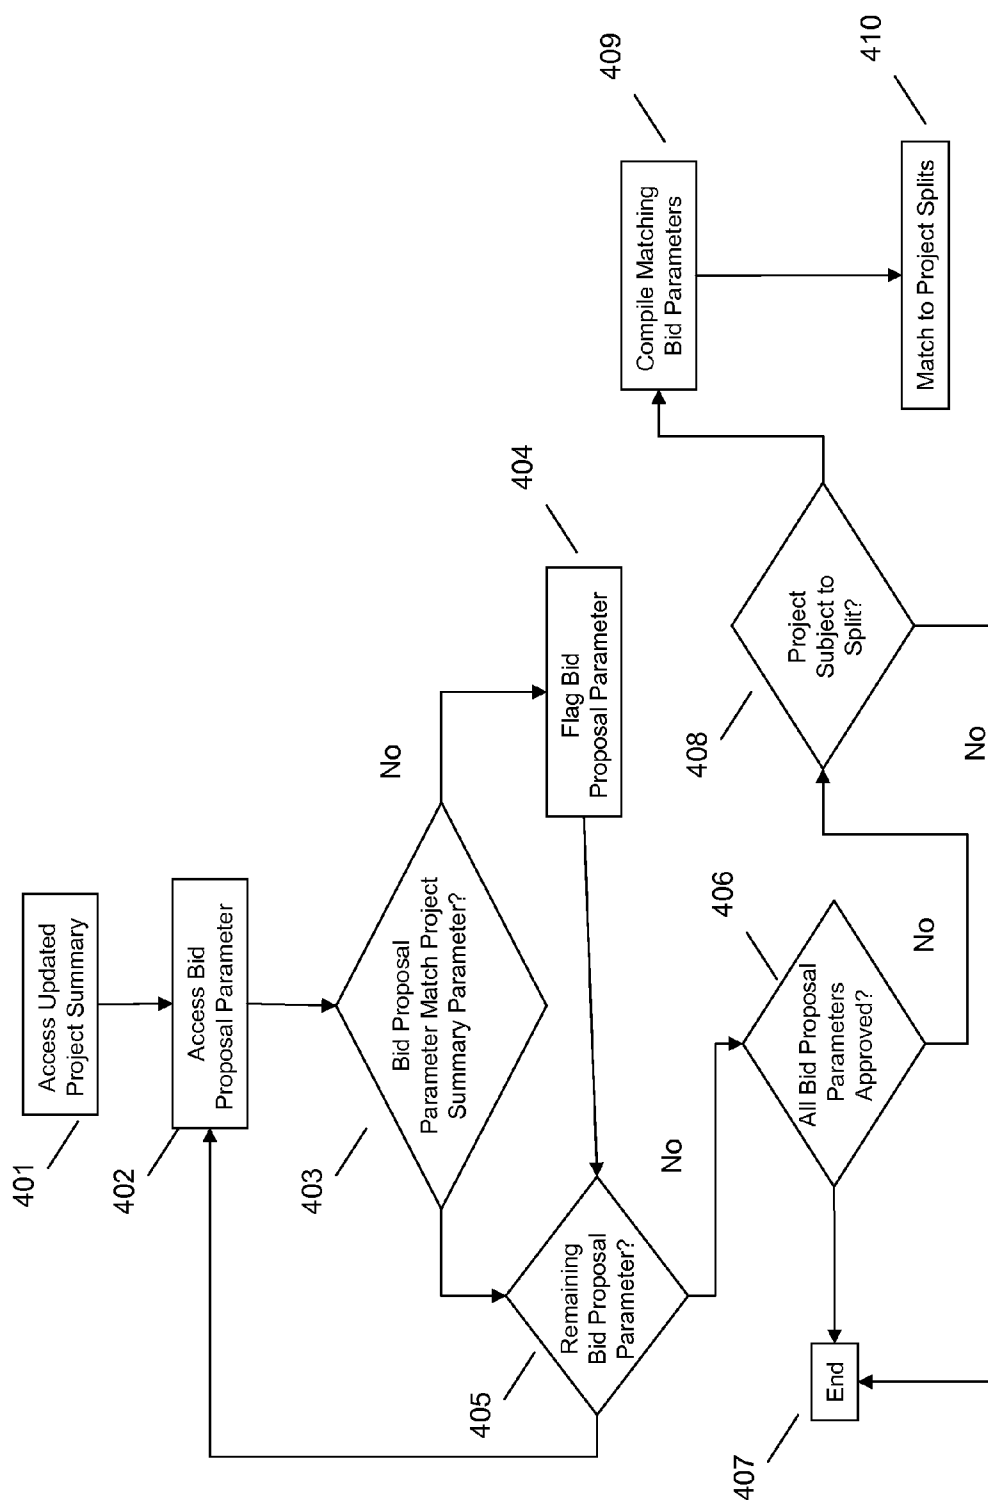 401
Access Updated
Project Summary
402
Access Bid
Proposal Parameter
403
Bid Proposal
Parameter Match Project
Summary Parameter?
No
404
Flag Bid
Proposal Parameter
405
Remaining
Bid Proposal
Parameter?
No
406
All Bid Proposal
Parameters
Approved?
No
407
End
408
Project
Subject to
Split?
No
409
Compile Matching
Bid Parameters
410
Match to Project Splits